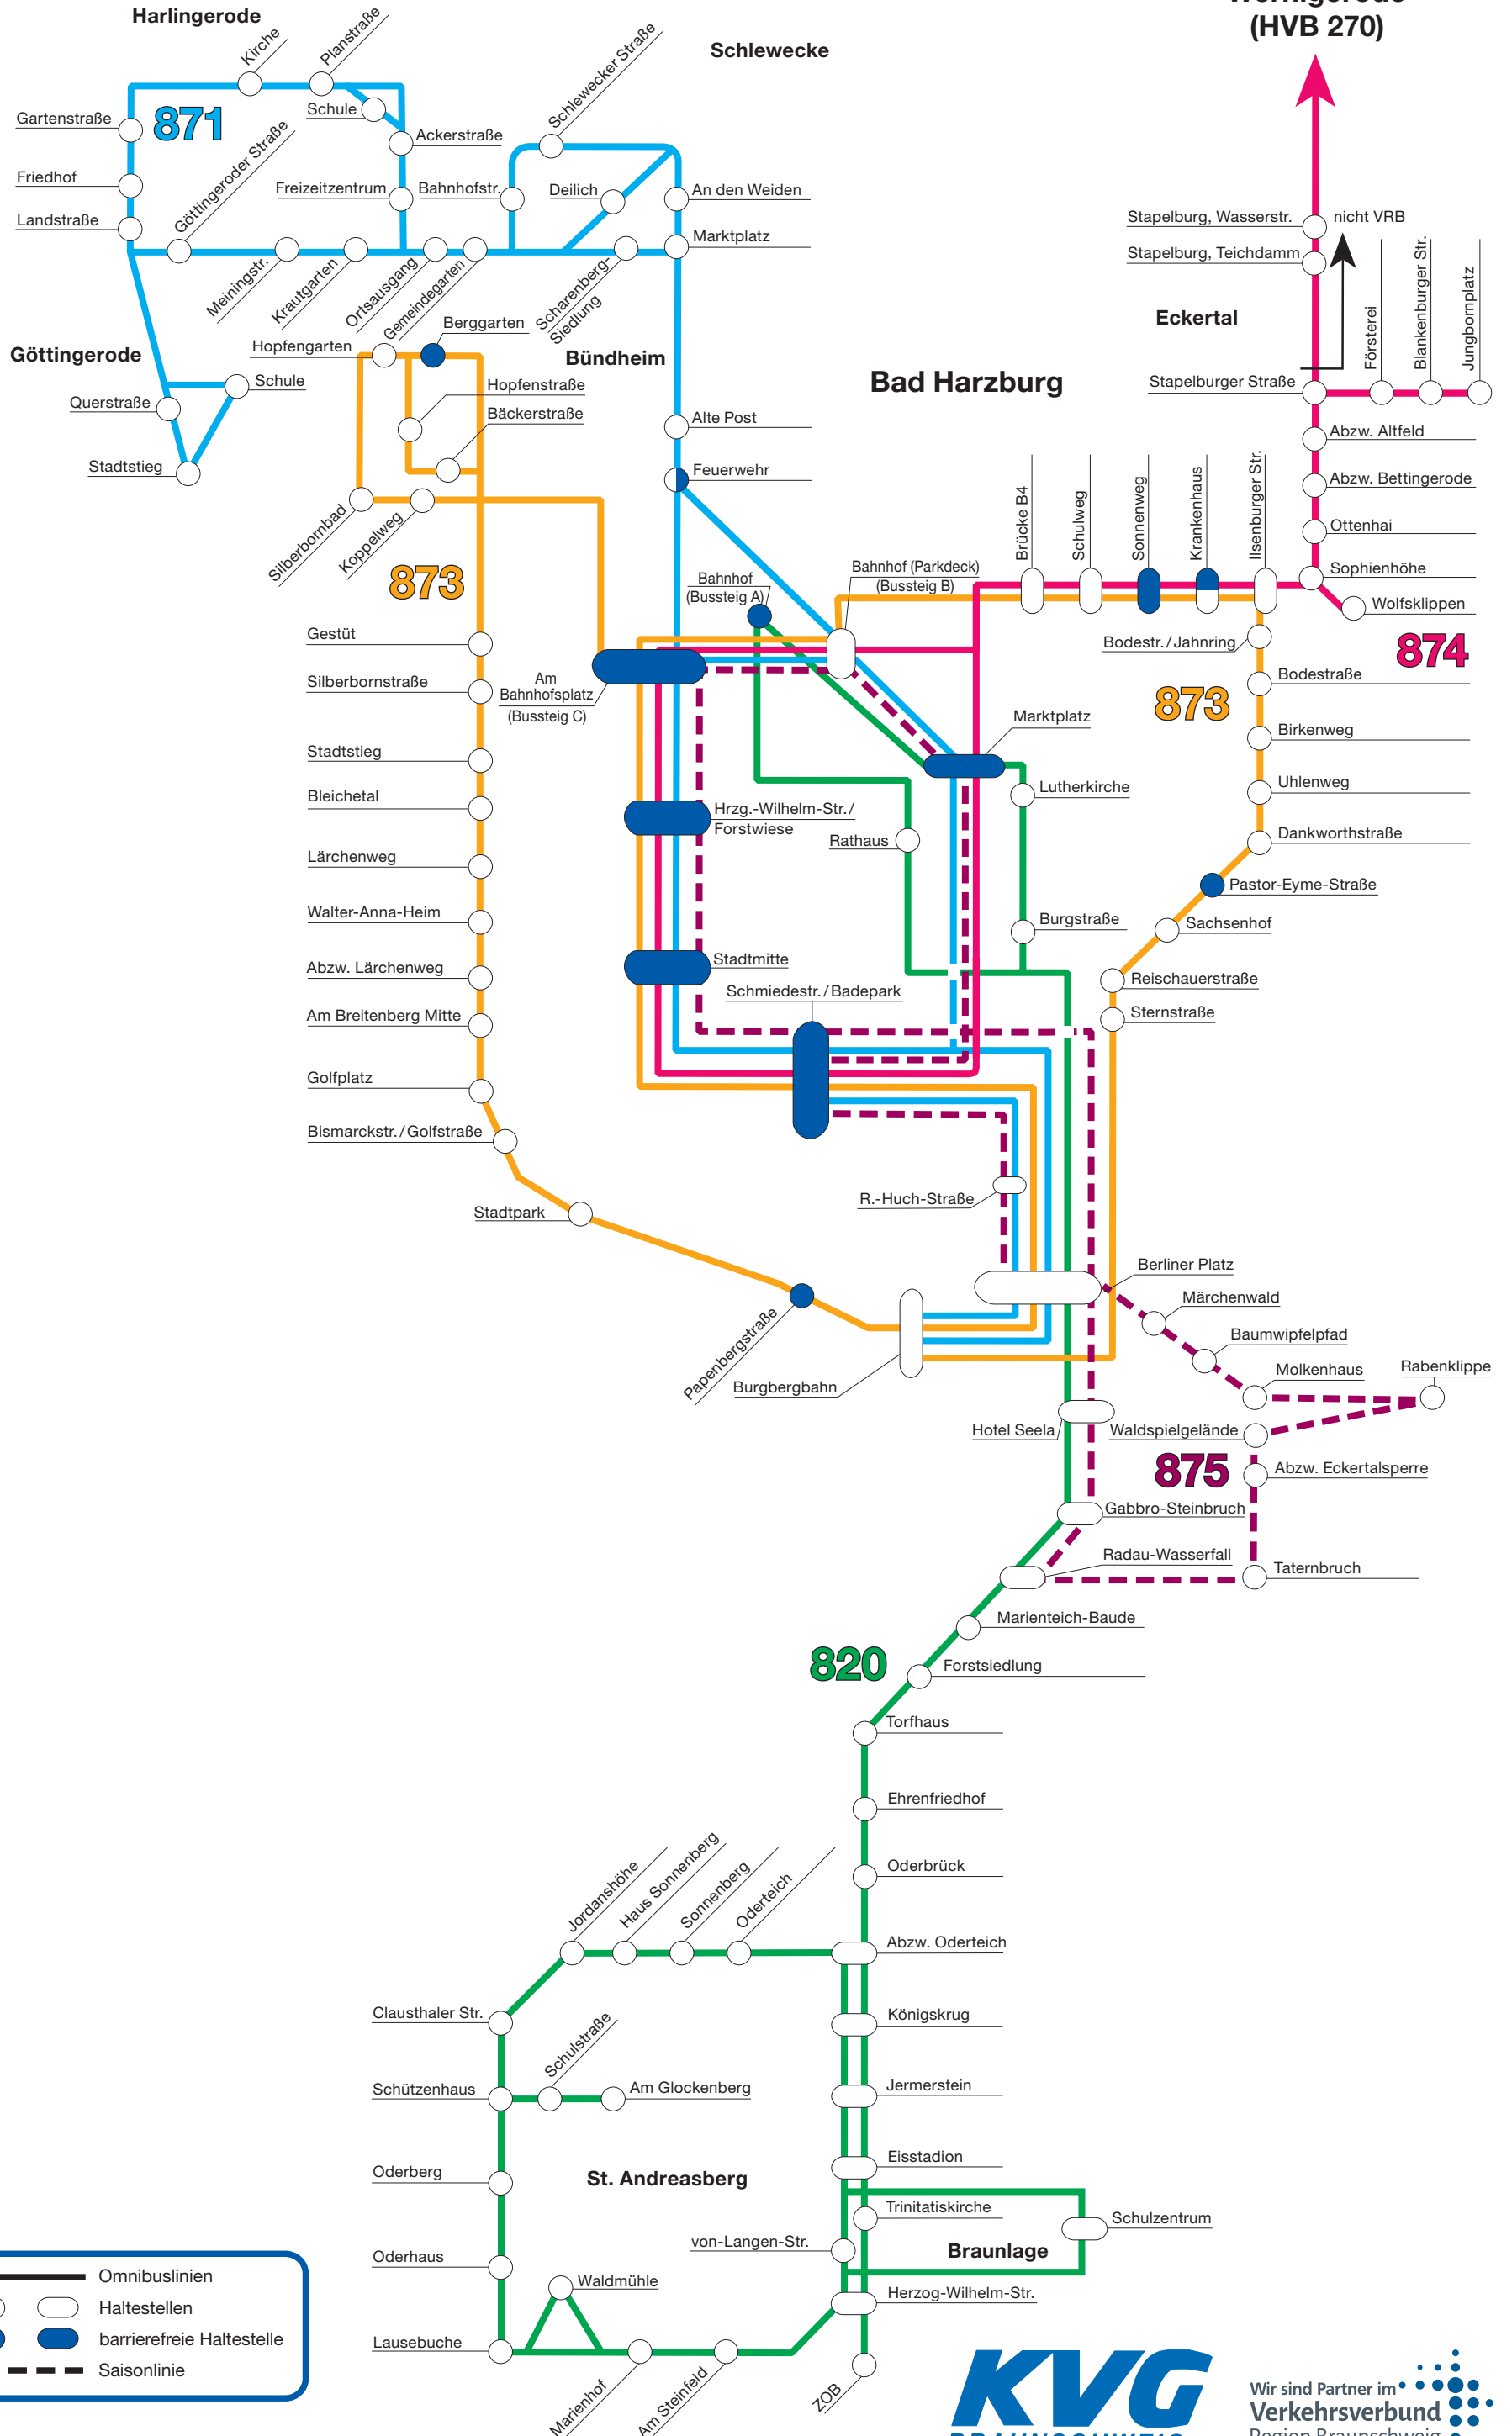 Harlingerode
Wernigerode
(HVB 270)
Kirche
Planstraße
Schlewecker Straße
Schlewecke
Schule
Gartenstraße
871
Göttingeroder Straße
Ackerstraße
Friedhof
Freizeitzentrum
Bahnhofstr.
Deilich
An den Weiden
Landstraße
Marktplatz
Stapelburg, Wasserstr.
nicht VRB
Stapelburg, Teichdamm
Meiningstr.
Krautgarten
Ortsausgang
Gemeindegarten
Scharenberg-
Siedlung
Eckertal
Försterei
Blankenburger Str.
Jungbornplatz
Berggarten
Hopfengarten
Bündheim
Göttingerode
Schule
Hopfenstraße
Bad Harzburg
Stapelburger Straße
Querstraße
Bäckerstraße
Alte Post
Abzw. Altfeld
Stadtstieg
Feuerwehr
Abzw. Bettingerode
Silberbornbad
Koppelweg
Brücke B4
Schulweg
Sonnenweg
Krankenhaus
Ilsenburger Str.
Ottenhai
873
Bahnhof
(Bussteig A)
Bahnhof (Parkdeck)
(Bussteig B)
Sophienhöhe
Wolfsklippen
Gestüt
Bodestr./Jahnring
874
Silberbornstraße
Am
Bahnhofsplatz
(Bussteig C)
Bodestraße
873
Marktplatz
Birkenweg
Stadtstieg
Bleichetal
Lutherkirche
Uhlenweg
Hrzg.-Wilhelm-Str./
Forstwiese
Rathaus
Dankworthstraße
Lärchenweg
Pastor-Eyme-Straße
Walter-Anna-Heim
Burgstraße
Sachsenhof
Abzw. Lärchenweg
Stadtmitte
Reischauerstraße
Schmiedestr./Badepark
Am Breitenberg Mitte
Sternstraße
Golfplatz
Bismarckstr./Golfstraße
R.-Huch-Straße
Stadtpark
Berliner Platz
Märchenwald
Papenbergstraße
Baumwipfelpfad
Burgbergbahn
Molkenhaus
Rabenklippe
Hotel Seela
Waldspielgelände
875
Abzw. Eckertalsperre
Gabbro-Steinbruch
Radau-Wasserfall
Taternbruch
Marienteich-Baude
820
Forstsiedlung
Torfhaus
Ehrenfriedhof
Jordanshöhe
Haus Sonnenberg
Sonnenberg
Oderteich
Oderbrück
Abzw. Oderteich
Clausthaler Str.
Königskrug
Schulstraße
Schützenhaus
Am Glockenberg
Jermerstein
Oderberg
St. Andreasberg
Eisstadion
Trinitatiskirche
Schulzentrum
von-Langen-Str.
Braunlage
Oderhaus
Waldmühle
Herzog-Wilhelm-Str.
Lausebuche
Marienhof
Am Steinfeld
ZOB
Omnibuslinien
Haltestellen
barrierefreie Haltestelle
Saisonlinie
KVG
BRAUNSCHWEIG
Wir sind Partner im
Verkehrsverbund
Region Braunschweig